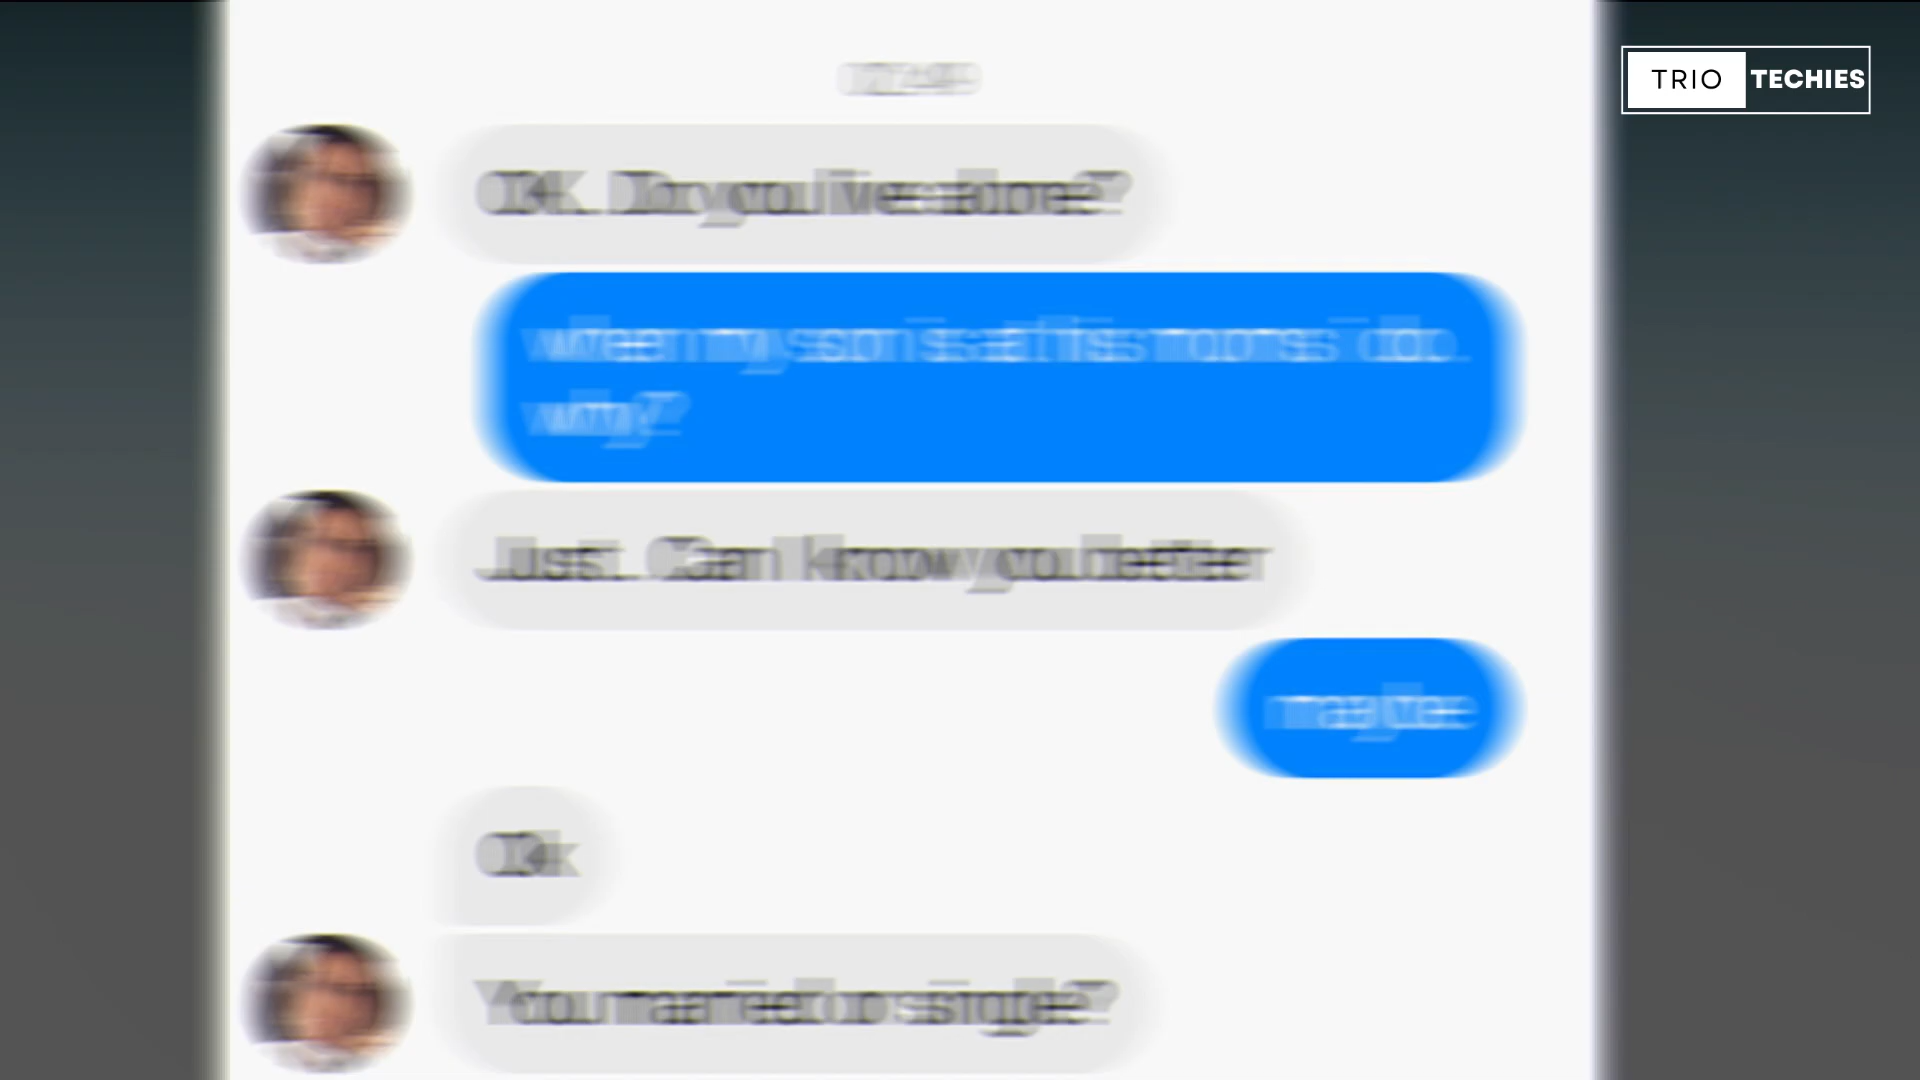 TRIO TECHIES
OK. Do you live alone?
when my son is at his mom's i do.
why?
Just. Can know you better
maybe
Ok
You married or single?